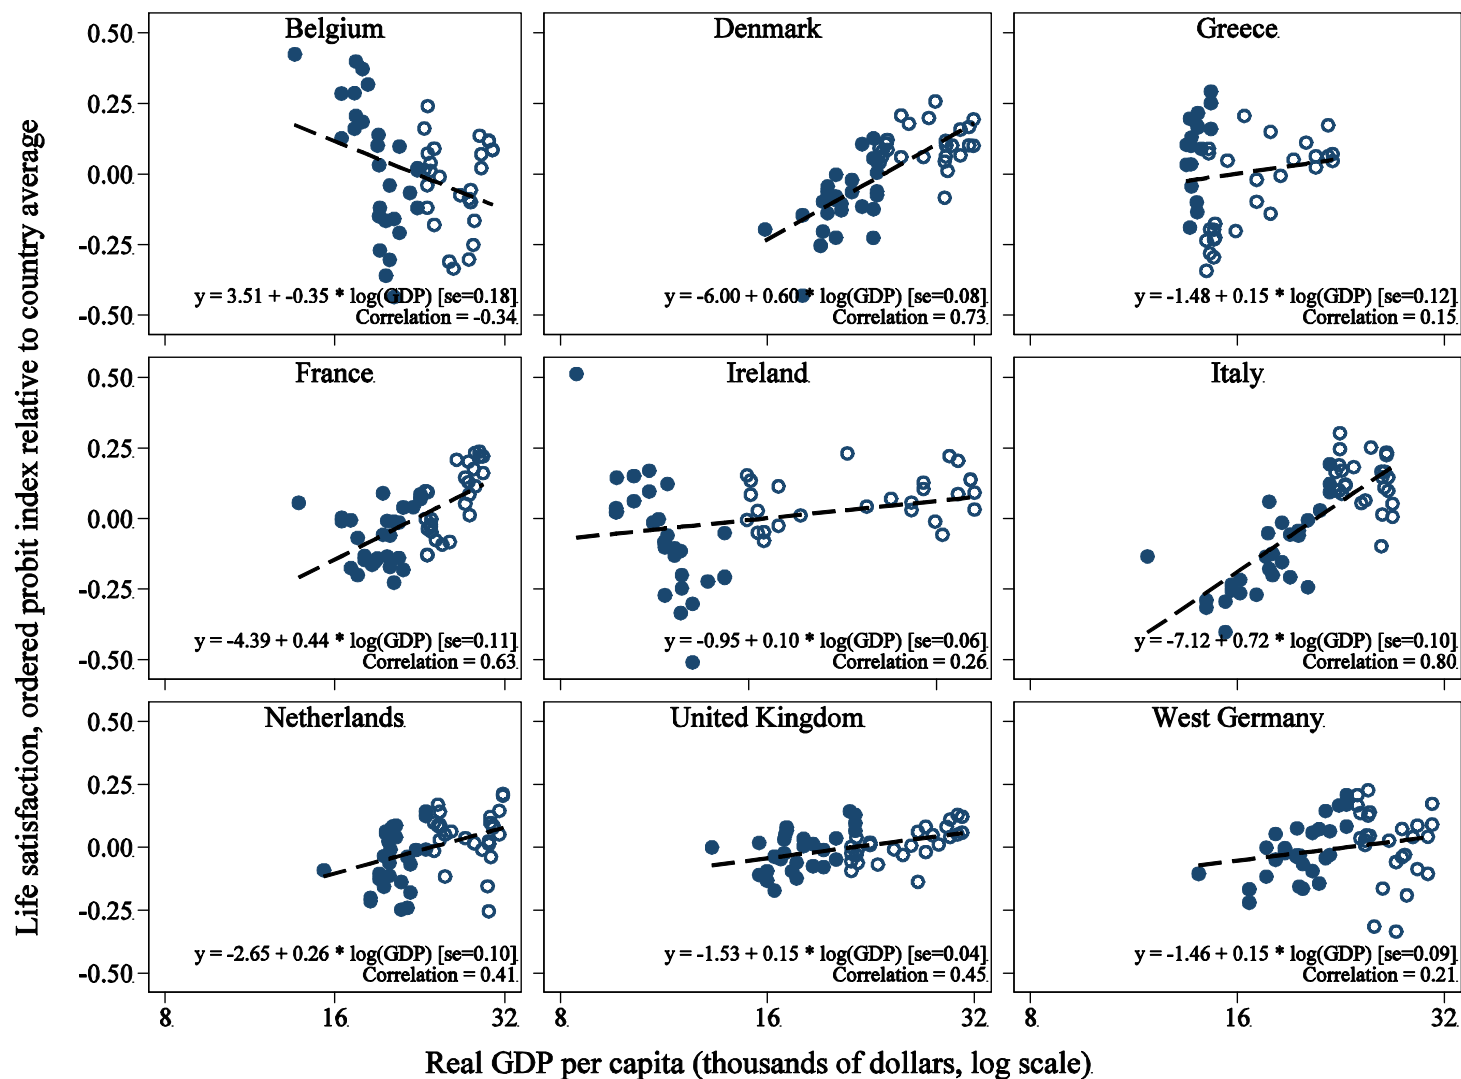 Life satisfaction, ordered probit index relative to country average
Belgium
Denmark
Greece
0.50
0.25
0.00
-0.25
-0.50
y = 3.51 + -0.35 * log(GDP) [se=0.18]
Correlation = -0.34
y = -6.00 + 0.60 * log(GDP) [se=0.08]
Correlation = 0.73
y = -1.48 + 0.15 * log(GDP) [se=0.12]
Correlation = 0.15
France
Ireland
Italy
0.50
0.25
0.00
-0.25
-0.50
y = -4.39 + 0.44 * log(GDP) [se=0.11]
Correlation = 0.63
y = -0.95 + 0.10 * log(GDP) [se=0.06]
Correlation = 0.26
y = -7.12 + 0.72 * log(GDP) [se=0.10]
Correlation = 0.80
Netherlands
United Kingdom
West Germany
0.50
0.25
0.00
-0.25
-0.50
y = -2.65 + 0.26 * log(GDP) [se=0.10]
Correlation = 0.41
y = -1.53 + 0.15 * log(GDP) [se=0.04]
Correlation = 0.45
y = -1.46 + 0.15 * log(GDP) [se=0.09]
Correlation = 0.21
8 16 32
8 16 32
8 16 32
Real GDP per capita (thousands of dollars, log scale)